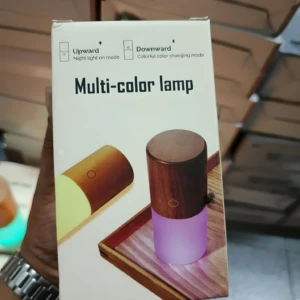 Upward
Night light on mode
Downward
Colorful color changing mode
Multi-color lamp